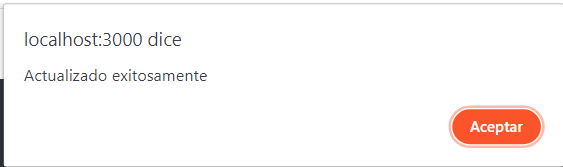 localhost:3000 dice
Actualizado exitosamente
Aceptar